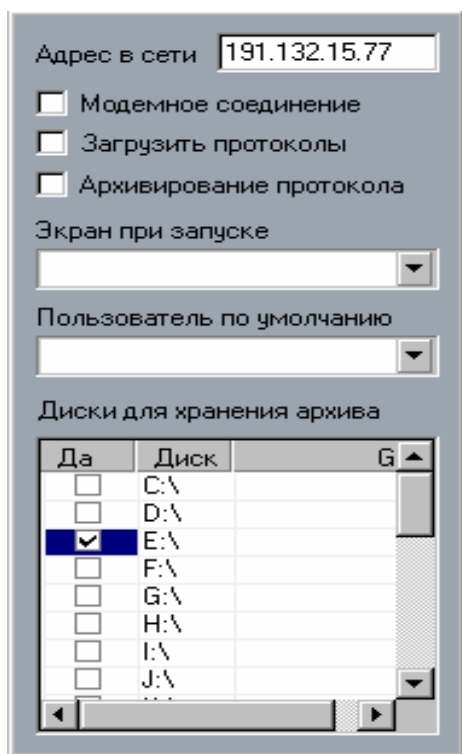 Адрес в сети 191.132.15.77
Модемное соединение
Загрузить протоколы
Архивирование протокола
Экран при запуске
Пользователь по умолчанию
Диски для хранения архива
Да Диск G
C:\
D:\
E:\
F:\
G:\
H:\
I:\
J:\